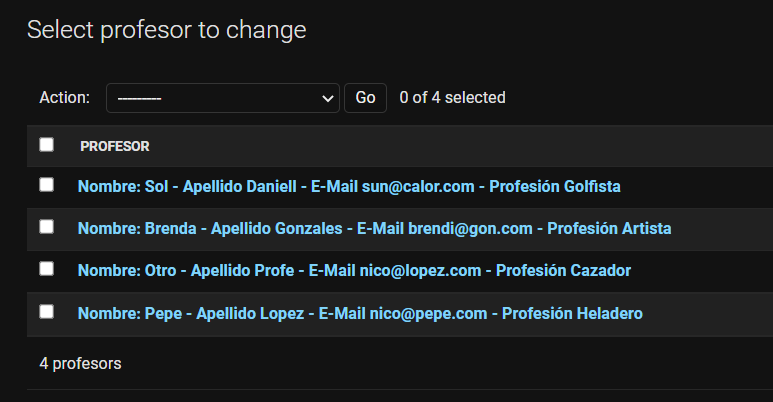 Select profesor to change
Action: --------- Go 0 of 4 selected
PROFESOR
Nombre: Sol - Apellido Daniell - E-Mail sun@calor.com - Profesión Golfista
Nombre: Brenda - Apellido Gonzales - E-Mail brendi@gon.com - Profesión Artista
Nombre: Otro - Apellido Profe - E-Mail nico@lopez.com - Profesión Cazador
Nombre: Pepe - Apellido Lopez - E-Mail nico@pepe.com - Profesión Heladero
4 profesors